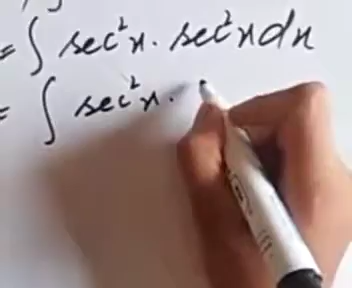 = ∫ sec²x · sec²x dx
= ∫ sec²x ·